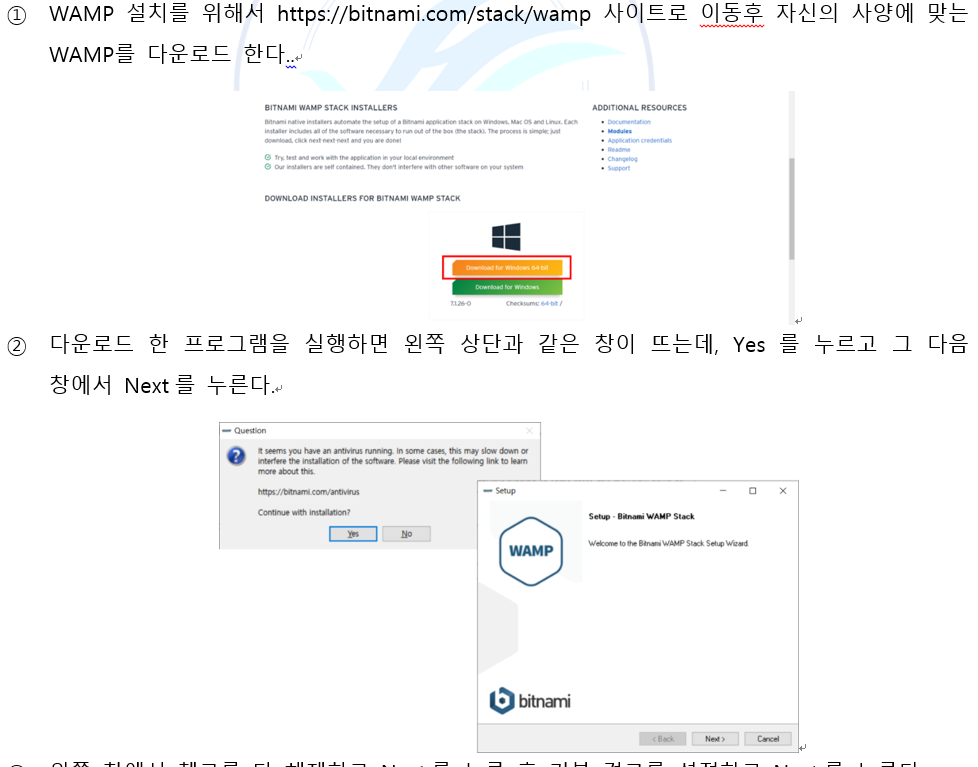 ① WAMP 설치를 위해서 https://bitnami.com/stack/wamp 사이트로 이동후 자신의 사양에 맞는
WAMP를 다운로드 한다..
BITNAMI WAMP STACK INSTALLERS
Bitnami native installers automate the setup of a Bitnami application stack on Windows, Mac OS and Linux. Each
installer includes all of the software necessary to run out of the box (the stack). The process is simple; just
download, click next-next-next and you are done!
Try, test and work with the application in your local environment
Our installers are self contained. They don't interfere with other software on your system
ADDITIONAL RESOURCES
Documentation
Modules
Application credentials
Readme
Changelog
Support
DOWNLOAD INSTALLERS FOR BITNAMI WAMP STACK
Download for Windows 64-bit
Download for Windows
7.1.26-0 Checksums: 64-bit /
② 다운로드 한 프로그램을 실행하면 왼쪽 상단과 같은 창이 뜨는데, Yes 를 누르고 그 다음
창에서 Next 를 누른다.
Question
It seems you have an antivirus running. In some cases, this may slow down or
interfere the installation of the software. Please visit the following link to learn
more about this.
https://bitnami.com/antivirus
Continue with installation?
Yes No
Setup
Setup - Bitnami WAMP Stack
Welcome to the Bitnami WAMP Stack Setup Wizard.
WAMP
bitnami
< Back Next > Cancel